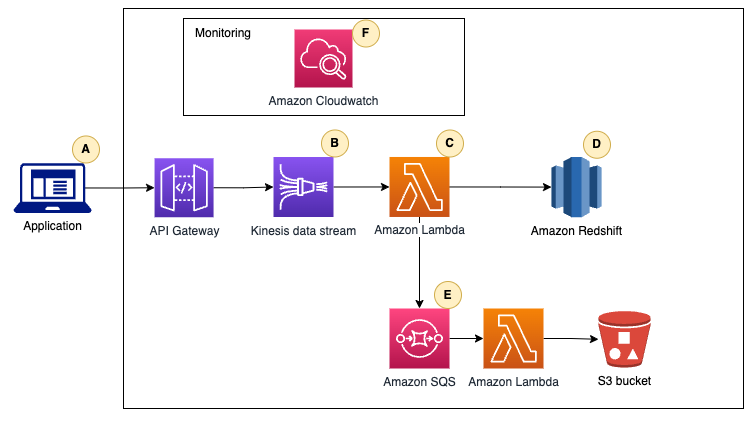 Monitoring
F
Amazon Cloudwatch
A
B
C
D
</>
Application
API Gateway
Kinesis data stream
Amazon Lambda
Amazon Redshift
E
Amazon SQS
Amazon Lambda
S3 bucket